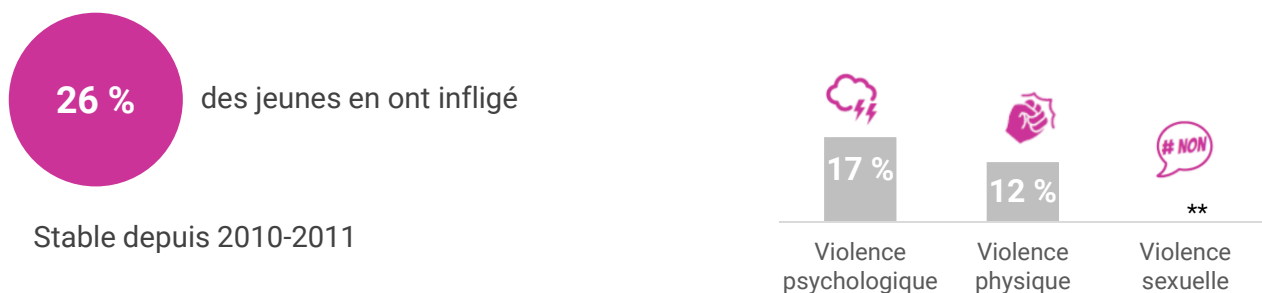 26 %
des jeunes en ont infligé
Stable depuis 2010-2011
# NON
17 %
12 %
**
Violence
psychologique
Violence
physique
Violence
sexuelle